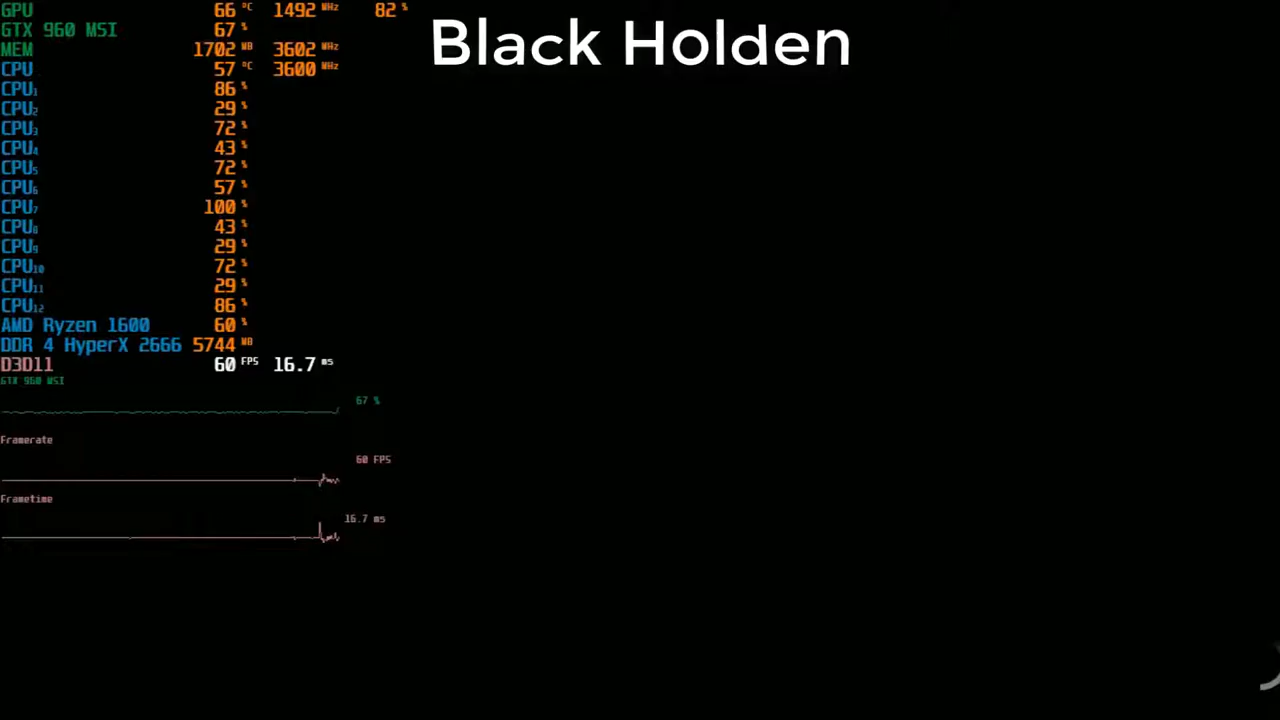 GPU 66 °C 1492 MHz 82 %
Black Holden
GTX 960 MSI 67 %
MEM 1702 MB 3602 MHz
CPU 57 °C 3600 MHz
CPU1 86 %
CPU2 29 %
CPU3 72 %
CPU4 43 %
CPU5 72 %
CPU6 57 %
CPU7 100 %
CPU8 43 %
CPU9 29 %
CPU10 72 %
CPU11 29 %
CPU12 86 %
AMD Ryzen 1600 60 %
DDR 4 HyperX 2666 5744 MB
D3D11 60 FPS 16.7 ms
GTX 960 MSI
67 %
Framerate
60 FPS
Frametime
16.7 ms